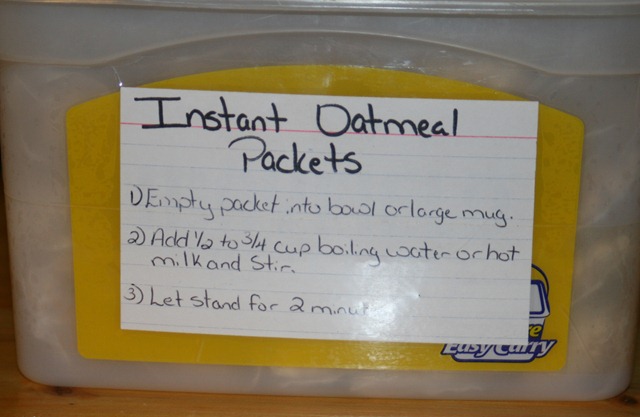 Instant Oatmeal
Packets
1) Empty packet into bowl or large mug.
2) Add 1/2 to 3/4 cup boiling water or hot
milk and Stir.
3) Let stand for 2
Easy Carry